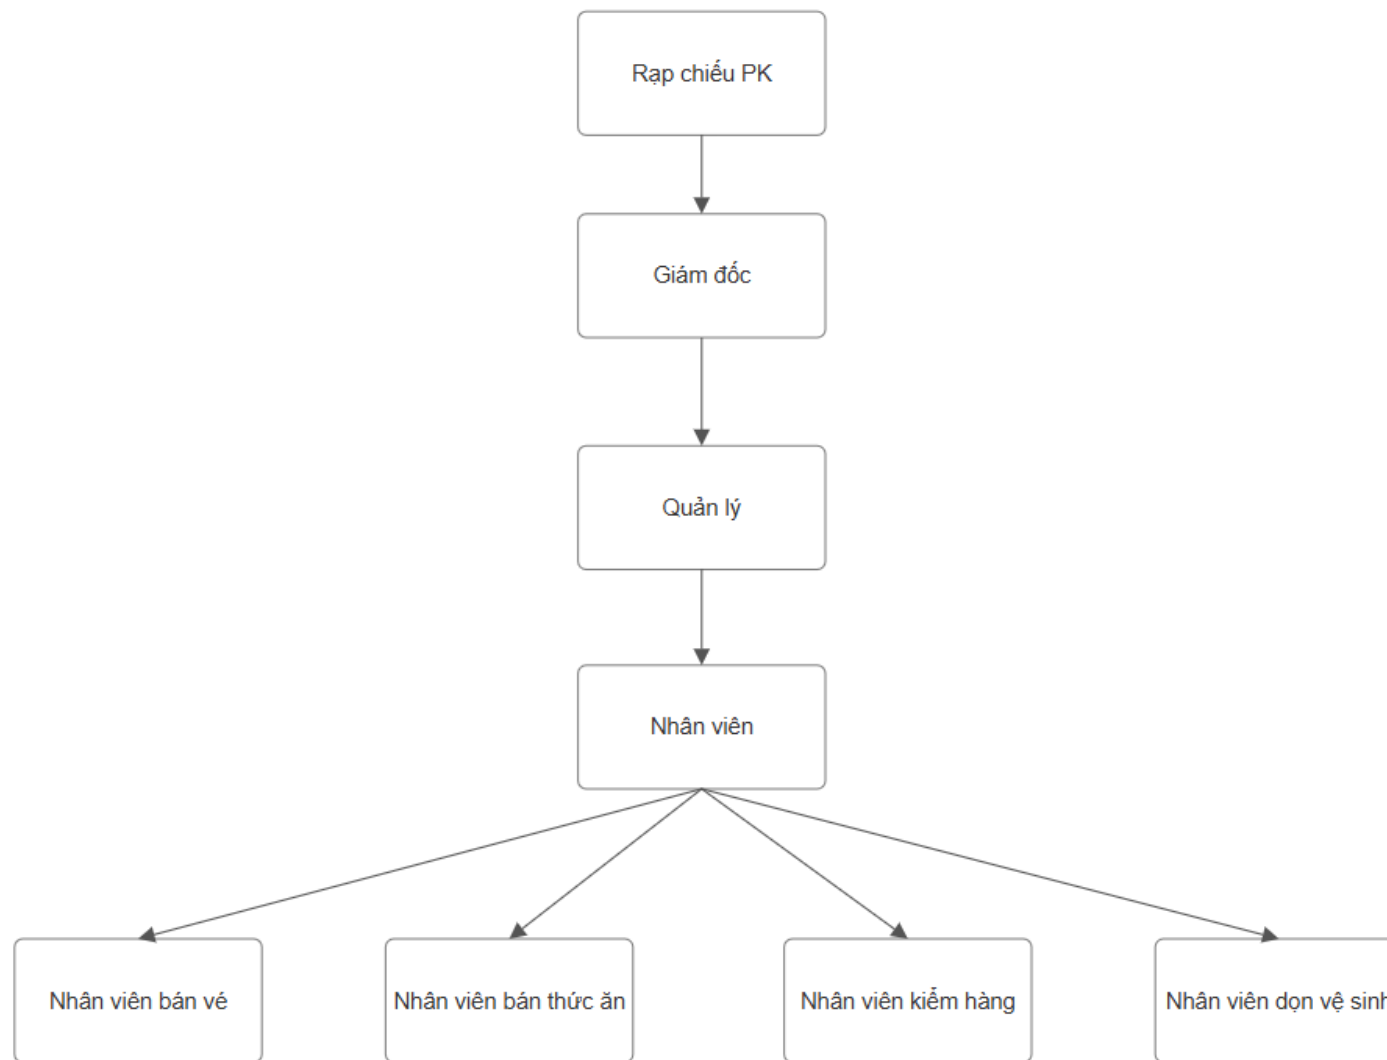 Rạp chiếu PK
Giám đốc
Quản lý
Nhân viên
Nhân viên bán vé
Nhân viên bán thức ăn
Nhân viên kiểm hàng
Nhân viên dọn vệ sinh